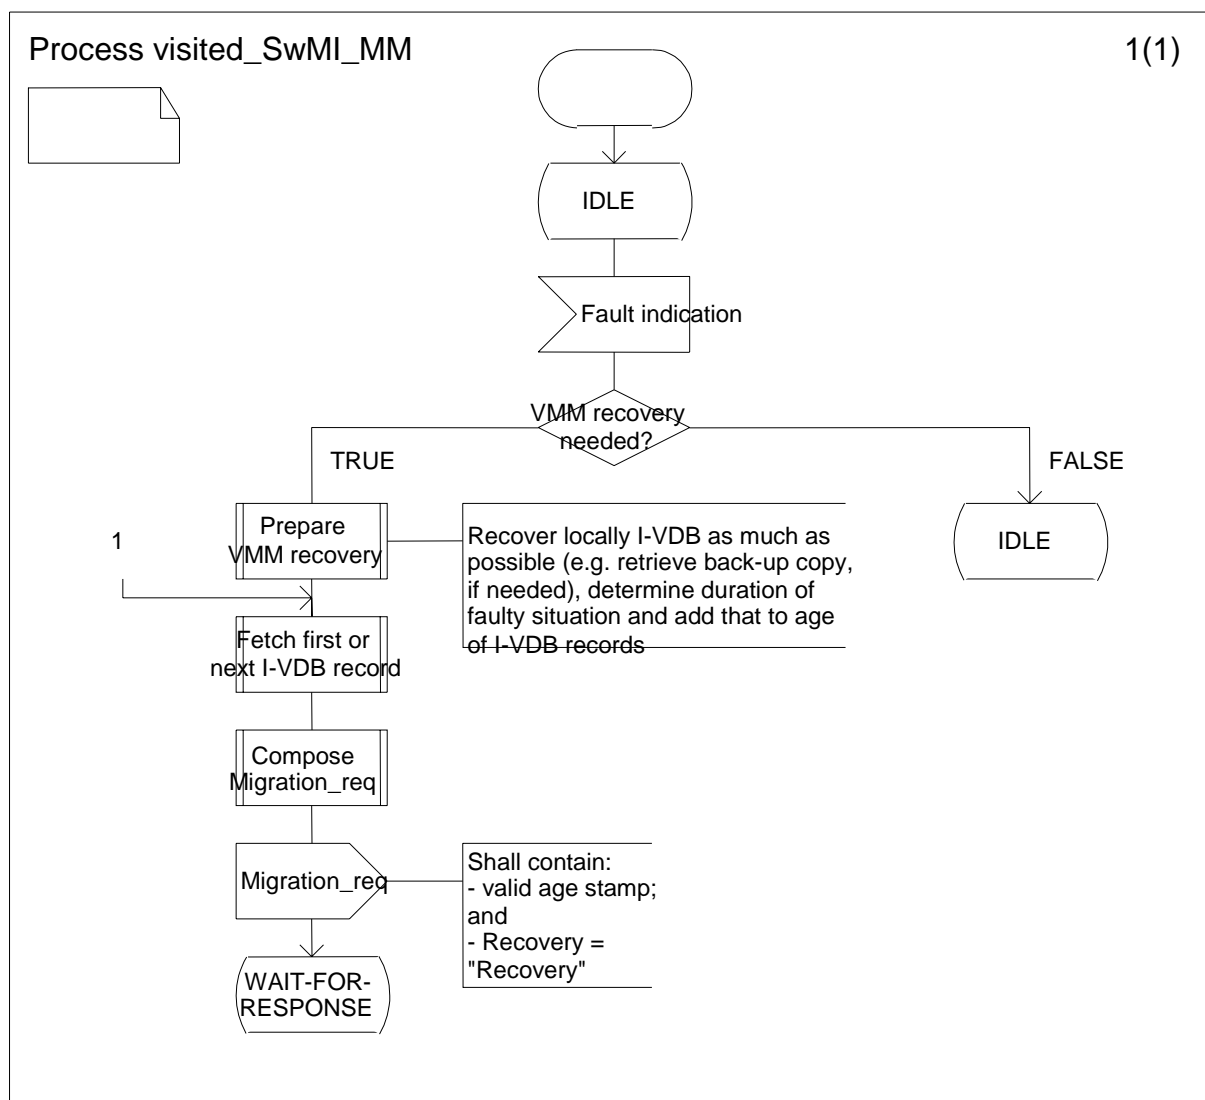 Process visited_SwMI_MM
1(1)
IDLE
Fault indication
VMM recovery
needed?
TRUE
FALSE
Prepare
VMM recovery
Recover locally I-VDB as much as
possible (e.g. retrieve back-up copy,
if needed), determine duration of
faulty situation and add that to age
of I-VDB records
IDLE
1
Fetch first or
next I-VDB record
Compose
Migration_req
Migration_req
Shall contain:
- valid age stamp;
and
- Recovery =
"Recovery"
WAIT-FOR-
RESPONSE